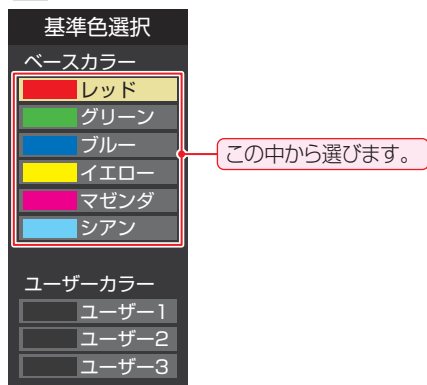 基準色選択
ベースカラー
レッド
グリーン
ブルー
イエロー
マゼンダ
シアン
この中から選びます。
ユーザーカラー
ユーザー1
ユーザー2
ユーザー3